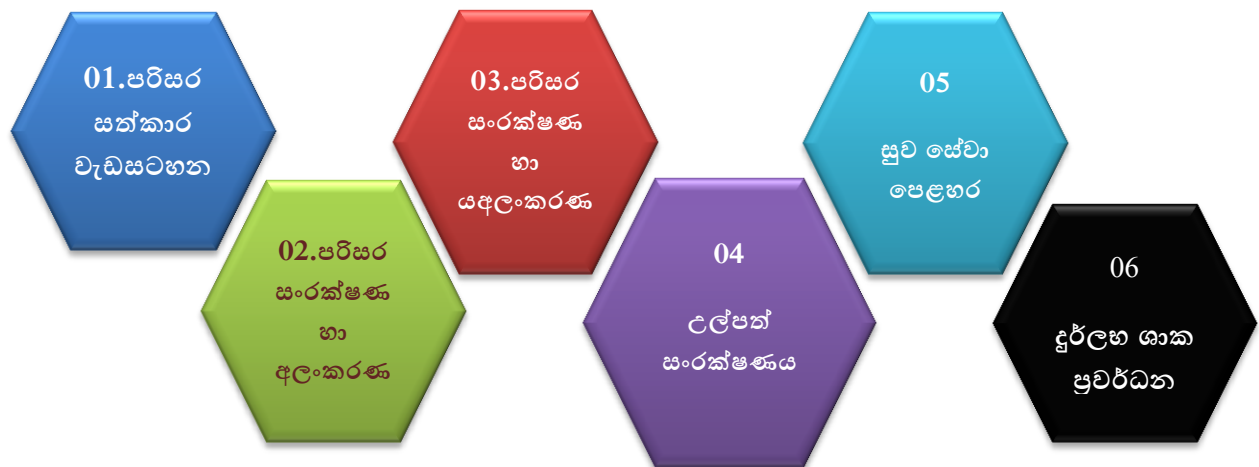 01.පරිසර
සත්කාර
වැඩසටහන
02.පරිසර
සංරක්ෂණ
හා
අලංකරණ
03.පරිසර
සංරක්ෂණ
හා
යඅලංකරණ
04
උල්පත්
සංරක්ෂණය
05
සුව සේවා
පෙළහර
06
දුර්ලභ ශාක
ප්‍රවර්ධන